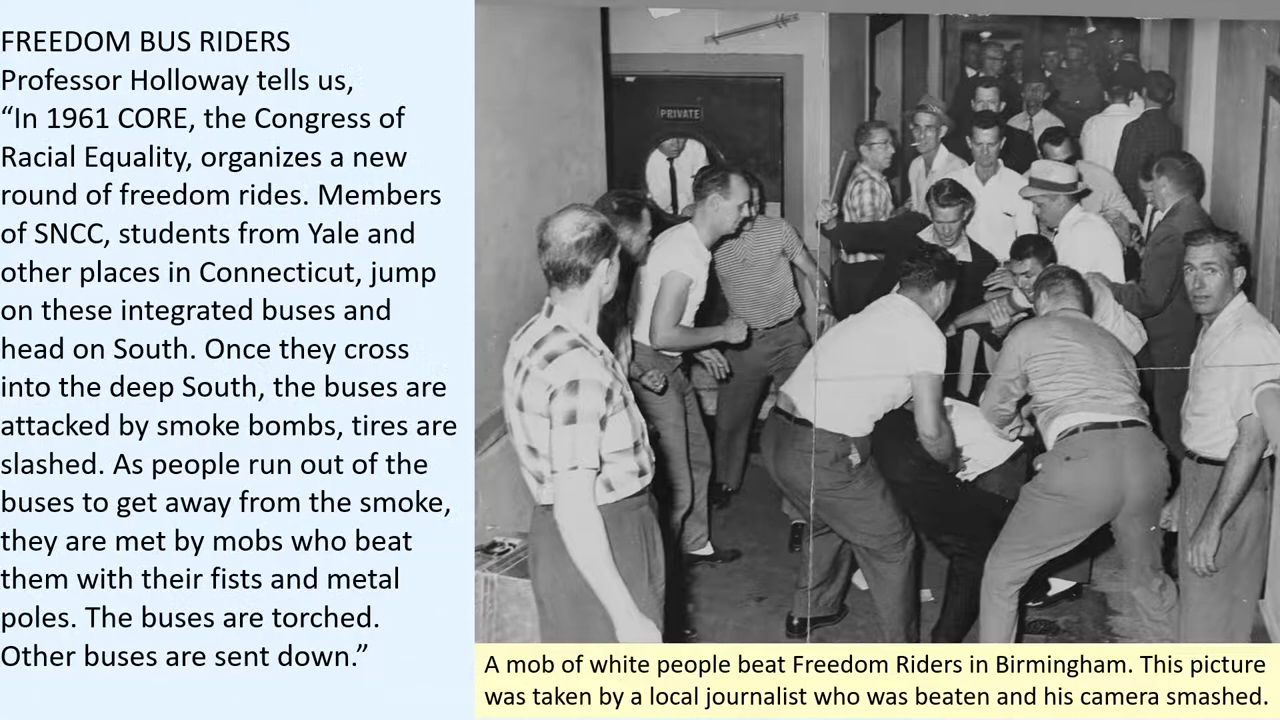 FREEDOM BUS RIDERS
Professor Holloway tells us,
“In 1961 CORE, the Congress of
Racial Equality, organizes a new
round of freedom rides. Members
of SNCC, students from Yale and
other places in Connecticut, jump
on these integrated buses and
head on South. Once they cross
into the deep South, the buses are
attacked by smoke bombs, tires are
slashed. As people run out of the
buses to get away from the smoke,
they are met by mobs who beat
them with their fists and metal
poles. The buses are torched.
Other buses are sent down.”
PRIVATE
A mob of white people beat Freedom Riders in Birmingham. This picture
was taken by a local journalist who was beaten and his camera smashed.